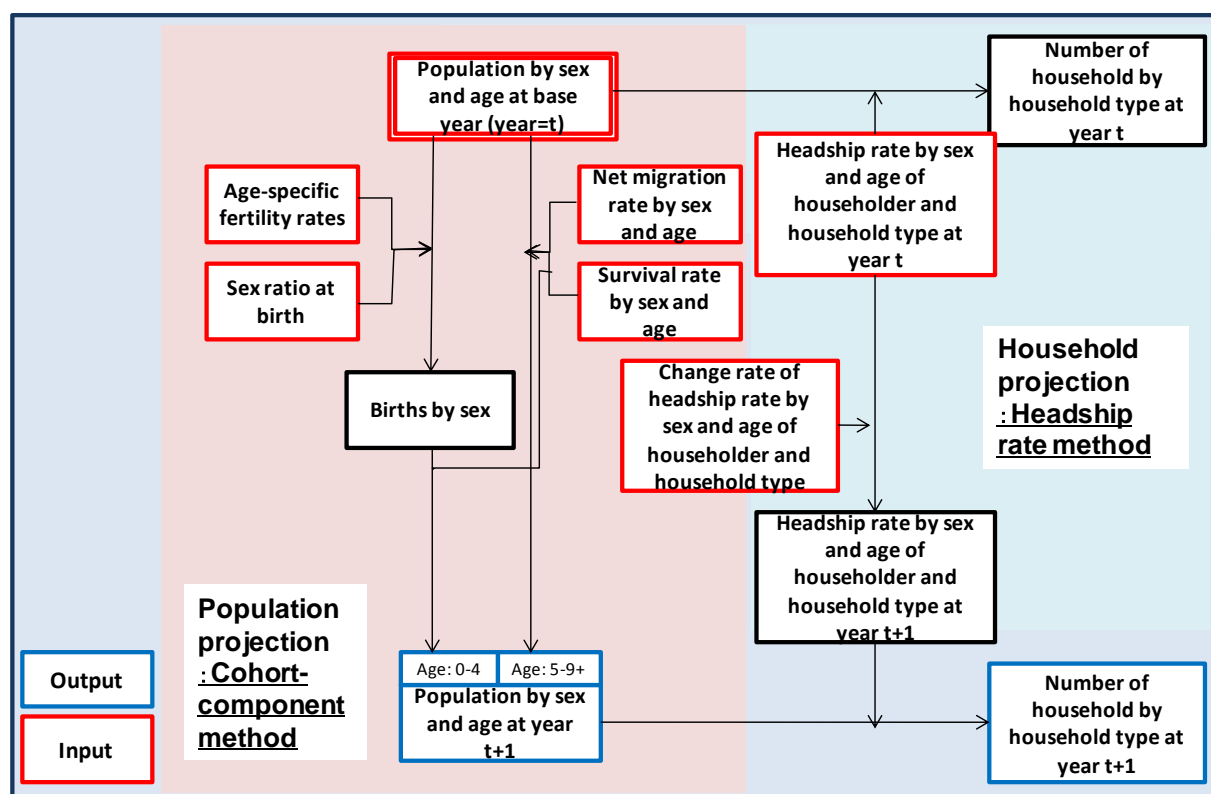 Population by sex
and age at base
year (year=t)
Number of
household by
household type at
year t
Age-specific
fertility rates
Net migration
rate by sex
and age
Headship rate by sex
and age of
householder and
household type at
year t
Sex ratio at
birth
Survival rate
by sex and
age
Births by sex
Change rate of
headship rate by
sex and age of
householder and
household type
Household
projection
: Headship
rate method
Headship rate by sex
and age of
householder and
household type at
year t+1
Population
projection
: Cohort-
component
method
Output
Input
Age: 0-4
Age: 5-9+
Population by sex
and age at year
t+1
Number of
household by
household type at
year t+1